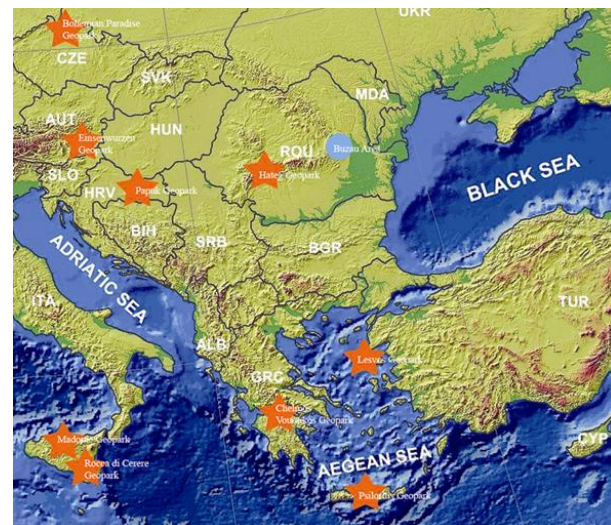 UKR
Bohemian Paradise
Geopark
CZE
SVK
MDA
AUT
Einsenwurzen
Geopark
HUN
ROU
Buzau Area
Hateg Geopark
SLO
HRV
Papuk Geopark
BLACK SEA
BIH
SRB
BGR
ADRIATIC SEA
ITA
TUR
ALB
Lesvos Geopark
GRC
Chelmos
Vouraikos Geopark
Madonie Geopark
Rocca di Cerere
Geopark
AEGEAN SEA
CYP
Psiloritis Geopark